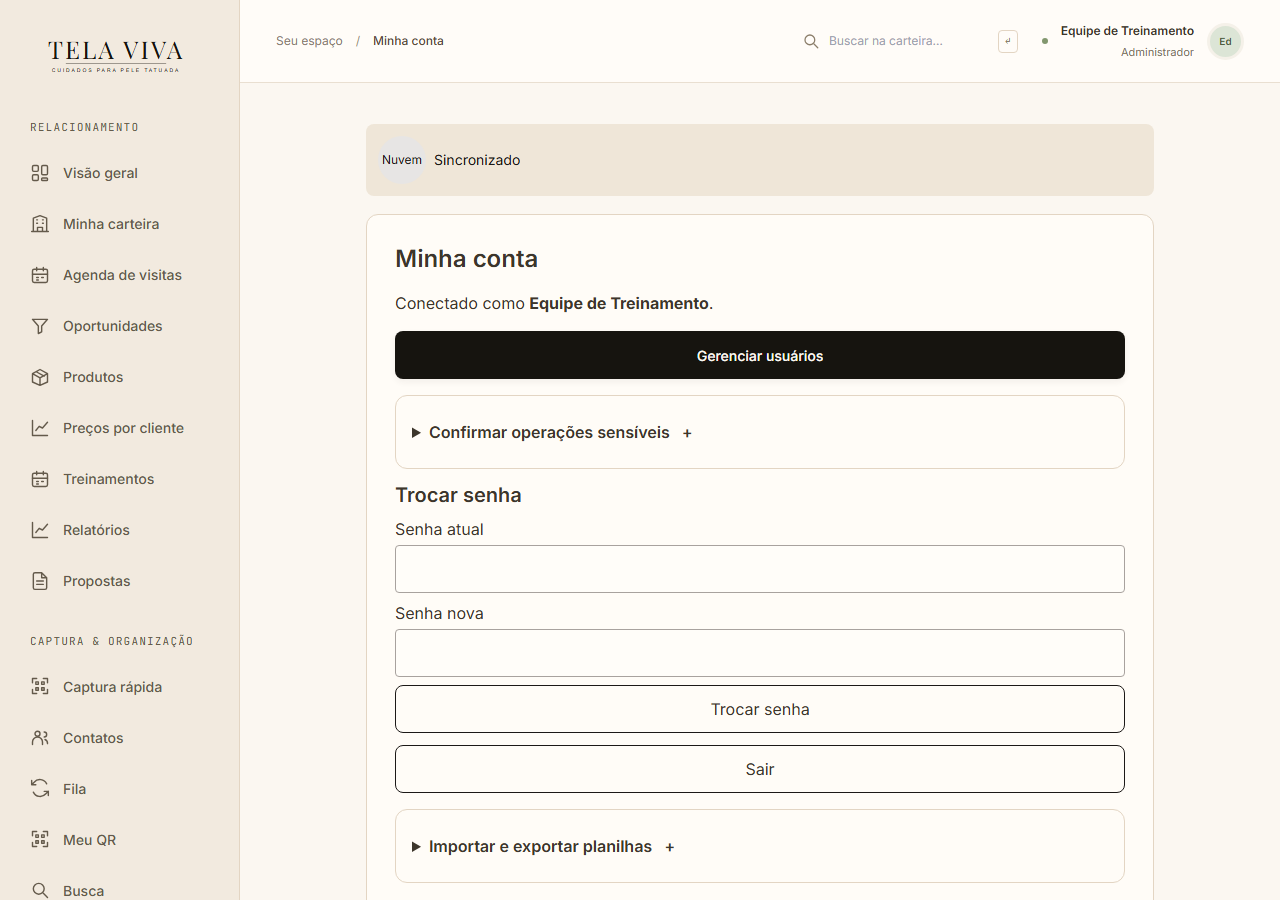 TELA VIVA
CUIDADOS PARA PELE TATUADA
Seu espaço / Minha conta
Buscar na carteira...
↵
Equipe de Treinamento
Administrador
Ed
RELACIONAMENTO
Visão geral
Minha carteira
Agenda de visitas
Oportunidades
Produtos
Preços por cliente
Treinamentos
Relatórios
Propostas
CAPTURA & ORGANIZAÇÃO
Captura rápida
Contatos
Fila
Meu QR
Busca
Nuvem Sincronizado
Minha conta
Conectado como Equipe de Treinamento.
Gerenciar usuários
Confirmar operações sensíveis +
Trocar senha
Senha atual
Senha nova
Trocar senha
Sair
Importar e exportar planilhas +